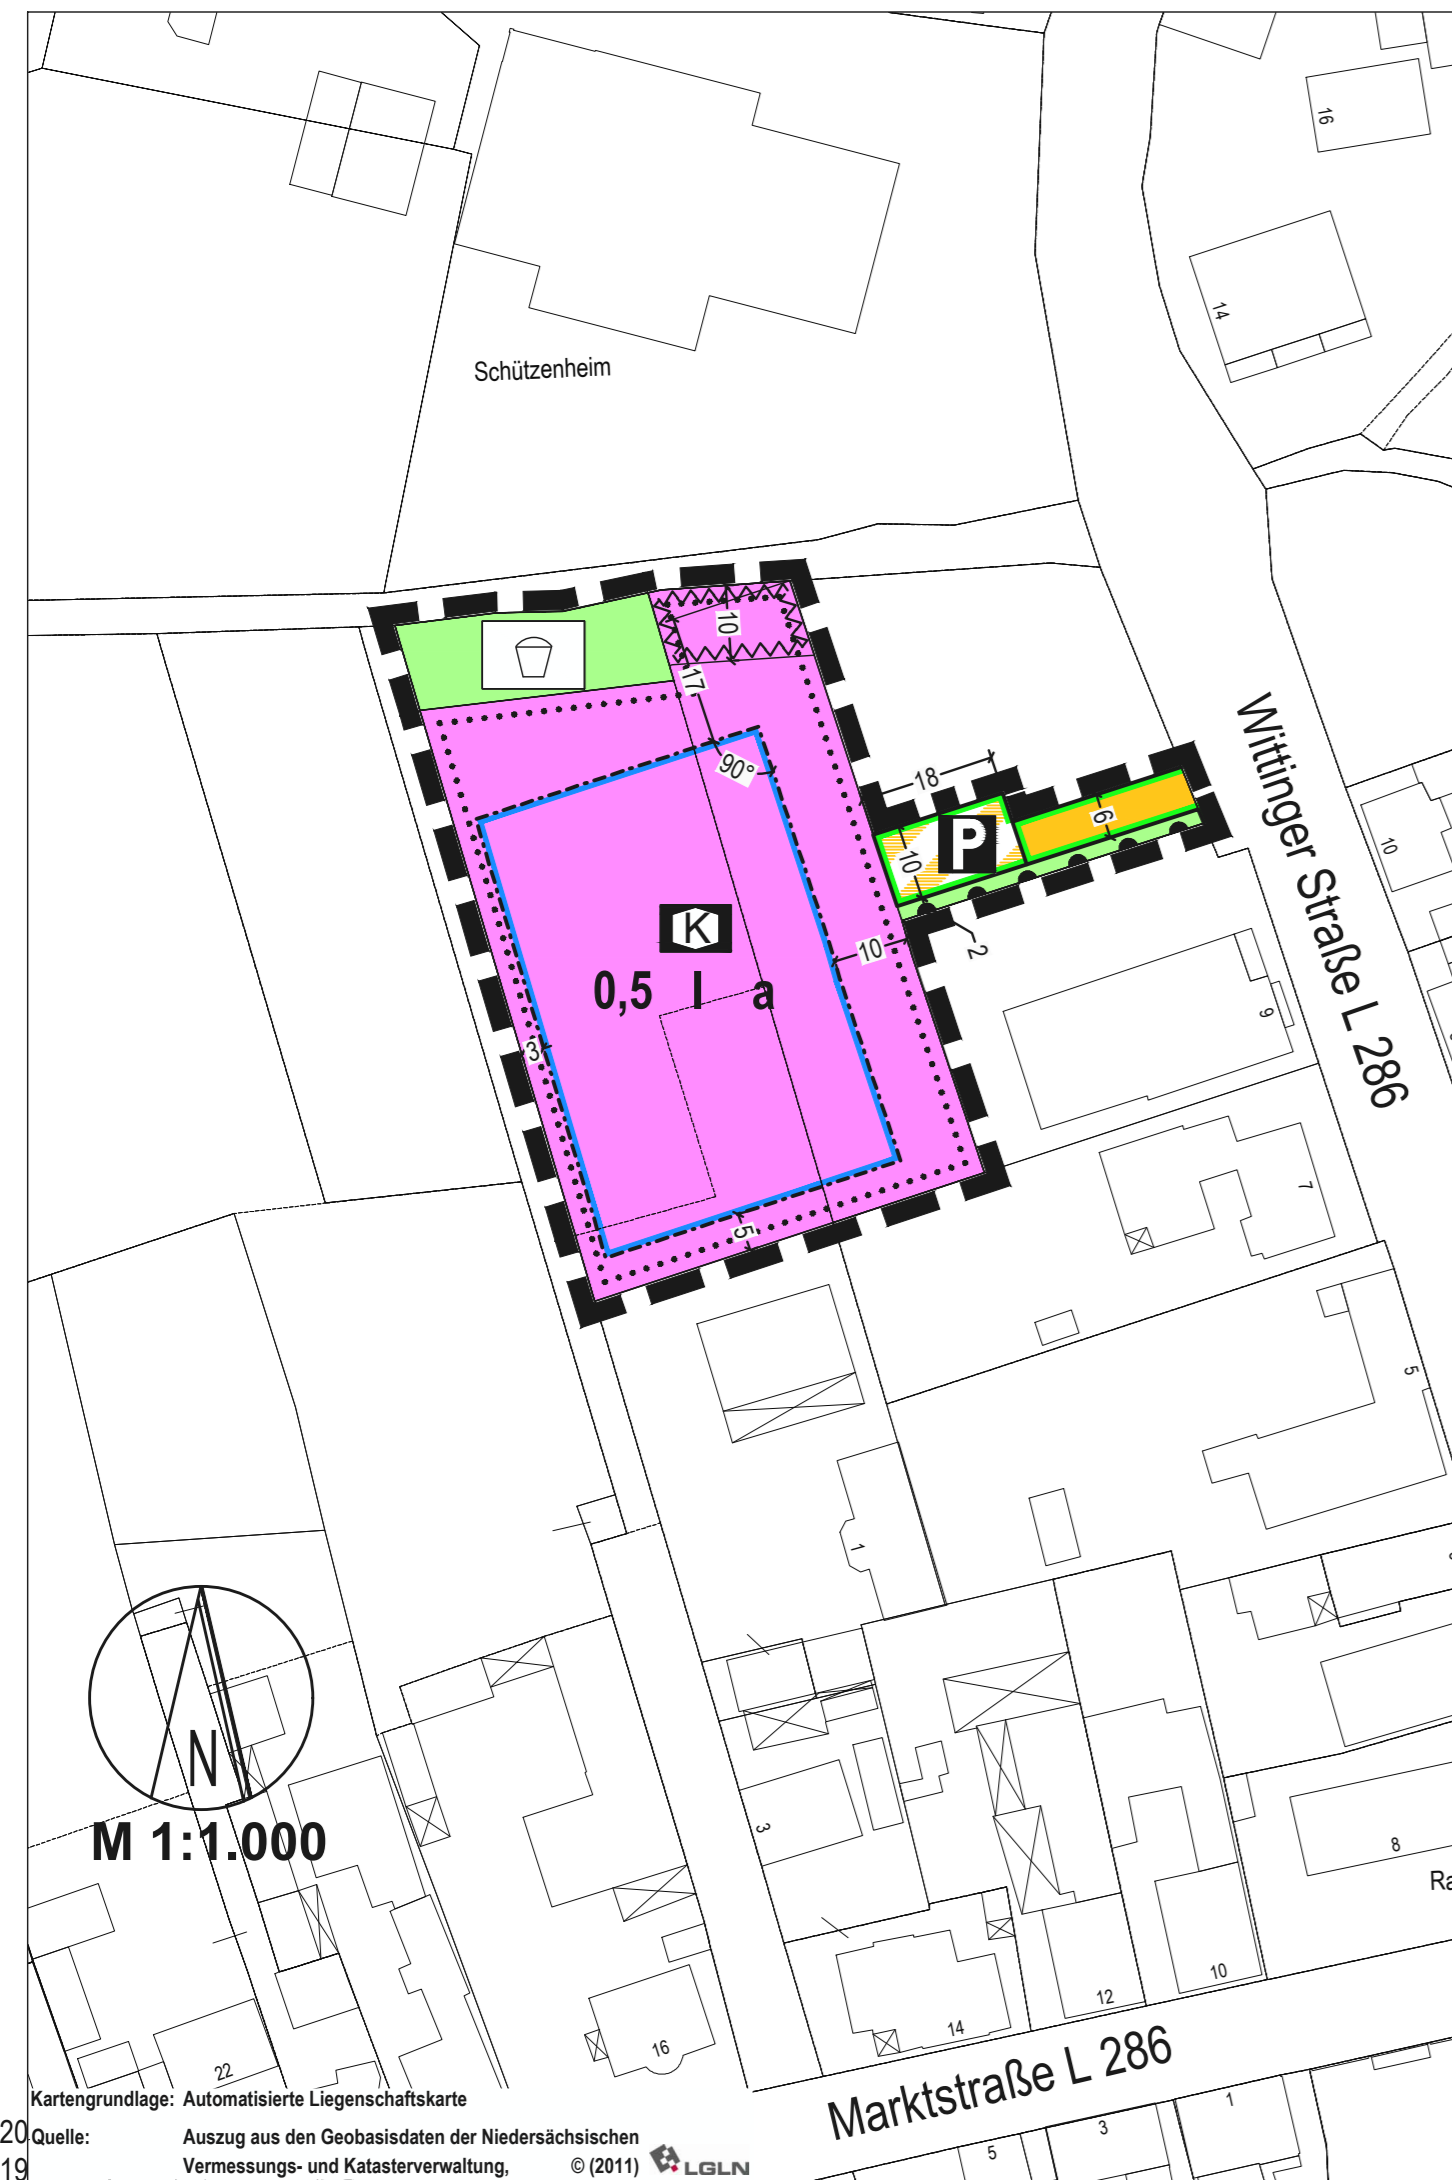 16
14
Schützenheim
10
17
90°
18
P
6
10
10
2
K
0,5 I a
3
5
Wittinger Straße L 286
10
9
7
5
1
N
M 1:1.000
3
8
Ra
10
12
14
16
22
Marktstraße L 286
1
3
5
Kartengrundlage: Automatisierte Liegenschaftskarte
20
Quelle: Auszug aus den Geobasisdaten der Niedersächsischen
19
Vermessungs- und Katasterverwaltung, © (2011) LGLN